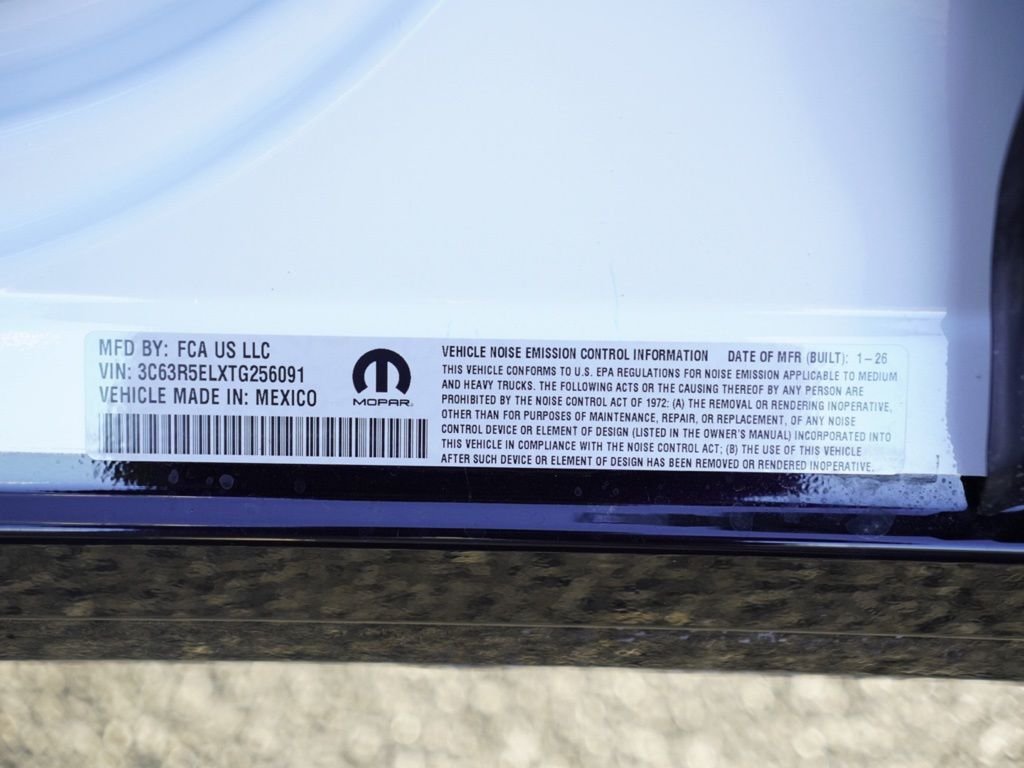 MFD BY: FCA US LLC
VIN: 3C63R5ELXTG256091
VEHICLE MADE IN: MEXICO
MOPAR
VEHICLE NOISE EMISSION CONTROL INFORMATION DATE OF MFR (BUILT): 1-26
THIS VEHICLE CONFORMS TO U.S. EPA REGULATIONS FOR NOISE EMISSION APPLICABLE TO MEDIUM
AND HEAVY TRUCKS. THE FOLLOWING ACTS OR THE CAUSING THEREOF BY ANY PERSON ARE
PROHIBITED BY THE NOISE CONTROL ACT OF 1972: (A) THE REMOVAL OR RENDERING INOPERATIVE,
OTHER THAN FOR PURPOSES OF MAINTENANCE, REPAIR, OR REPLACEMENT, OF ANY NOISE
CONTROL DEVICE OR ELEMENT OF DESIGN (LISTED IN THE OWNER'S MANUAL) INCORPORATED INTO
THIS VEHICLE IN COMPLIANCE WITH THE NOISE CONTROL ACT; (B) THE USE OF THIS VEHICLE
AFTER SUCH DEVICE OR ELEMENT OF DESIGN HAS BEEN REMOVED OR RENDERED INOPERATIVE.